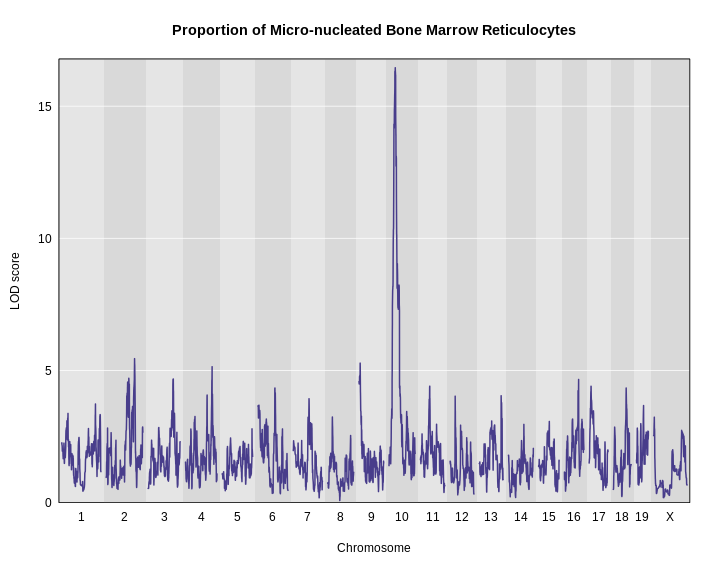 Proportion of Micro-nucleated Bone Marrow Reticulocytes
15
10
5
0
LOD score
1 2 3 4 5 6 7 8 9 10 11 12 13 14 15 16 17 18 19 X
Chromosome